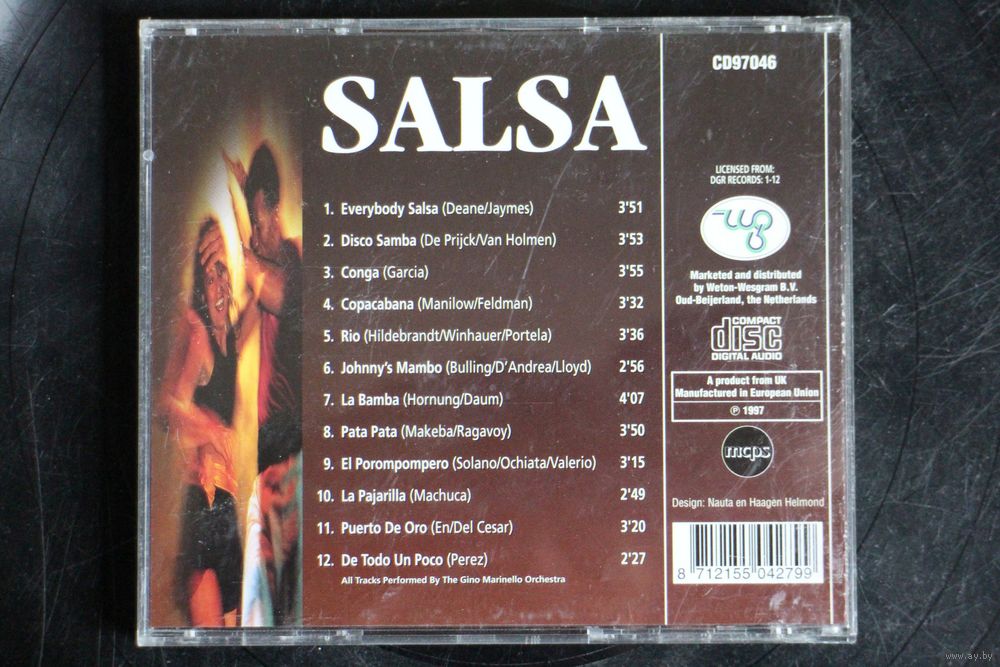 SALSA
1. Everybody Salsa (Deane/Jaymes) 3'51
2. Disco Samba (De Prijck/Van Holmen) 3'53
3. Conga (Garcia) 3'55
4. Copacabana (Manilow/Feldman) 3'32
5. Rio (Hildebrandt/Winhauer/Portela) 3'36
6. Johnny's Mambo (Bulling/D'Andrea/Lloyd) 2'56
7. La Bamba (Hornung/Daum) 4'07
8. Pata Pata (Makeba/Ragavoy) 3'50
9. El Porompompero (Solano/Ochiata/Valerio) 3'15
10. La Pajarilla (Machuca) 2'49
11. Puerto De Oro (En/Del Cesar) 3'20
12. De Todo Un Poco (Perez) 2'27
All Tracks Performed By The Gino Marinello Orchestra
CD97046
LICENSED FROM:
DGR RECORDS: 1-12
Marketed and distributed
by Weton-Wesgram B.V.
Oud-Beijerland, the Netherlands
COMPACT
disc
DIGITAL AUDIO
A product from UK
Manufactured in European Union
℗ 1997
mcps
Design: Nauta en Haagen Helmond
8 712155 042799
www.ay.by